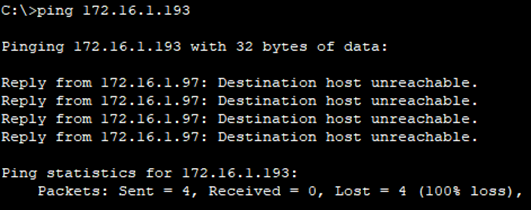 C:\>ping 172.16.1.193
Pinging 172.16.1.193 with 32 bytes of data:
Reply from 172.16.1.97: Destination host unreachable.
Reply from 172.16.1.97: Destination host unreachable.
Reply from 172.16.1.97: Destination host unreachable.
Reply from 172.16.1.97: Destination host unreachable.
Ping statistics for 172.16.1.193:
    Packets: Sent = 4, Received = 0, Lost = 4 (100% loss),